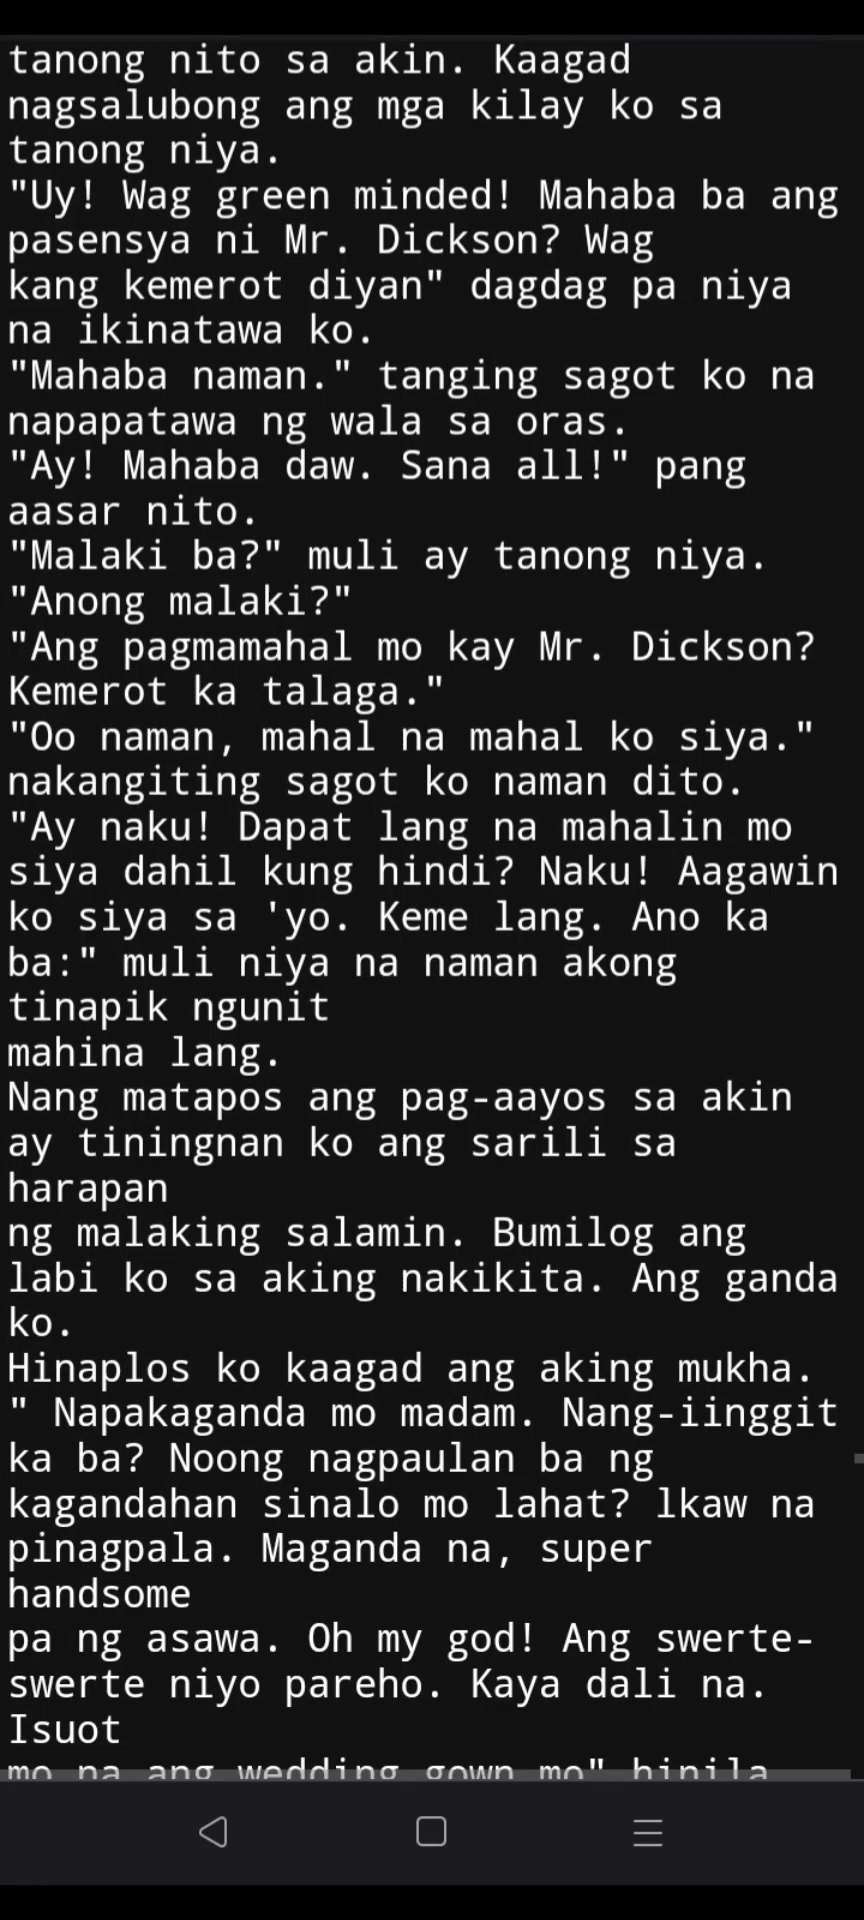 tanong nito sa akin. Kaagad
nagsalubong ang mga kilay ko sa
tanong niya.
"Uy! Wag green minded! Mahaba ba ang
pasensya ni Mr. Dickson? Wag
kang kemerot diyan" dagdag pa niya
na ikinatawa ko.
"Mahaba naman." tanging sagot ko na
napapatawa ng wala sa oras.
"Ay! Mahaba daw. Sana all!" pang
aasar nito.
"Malaki ba?" muli ay tanong niya.
"Anong malaki?"
"Ang pagmamahal mo kay Mr. Dickson?
Kemerot ka talaga."
"Oo naman, mahal na mahal ko siya."
nakangiting sagot ko naman dito.
"Ay naku! Dapat lang na mahalin mo
siya dahil kung hindi? Naku! Aagawin
ko siya sa 'yo. Keme lang. Ano ka
ba:" muli niya na naman akong
tinapik ngunit
mahina lang.
Nang matapos ang pag-aayos sa akin
ay tiningnan ko ang sarili sa
harapan
ng malaking salamin. Bumilog ang
labi ko sa aking nakikita. Ang ganda
ko.
Hinaplos ko kaagad ang aking mukha.
" Napakaganda mo madam. Nang-iinggit
ka ba? Noong nagpaulan ba ng
kagandahan sinalo mo lahat? lkaw na
pinagpala. Maganda na, super
handsome
pa ng asawa. Oh my god! Ang swerte-
swerte niyo pareho. Kaya dali na.
Isuot
mo na ang wedding gown mo" hinila